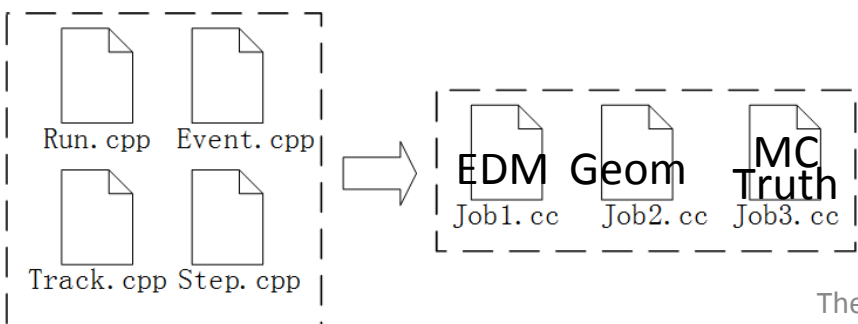 Run.cpp Event.cpp
Track.cpp Step.cpp
EDM Geom MC Truth
Job1.cc Job2.cc Job3.cc
The